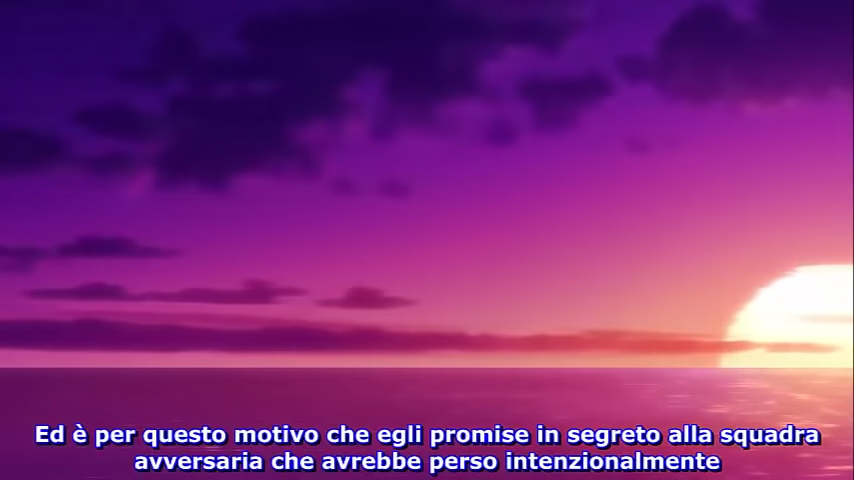 Ed è per questo motivo che egli promise in segreto alla squadra
avversaria che avrebbe perso intenzionalmente